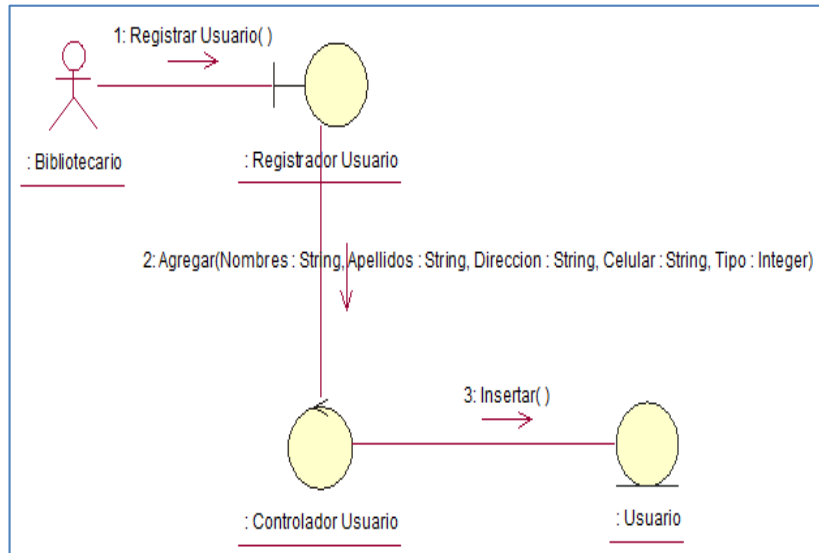 1: Registrar Usuario( )
: Bibliotecario
: Registrador Usuario
2: Agregar(Nombres : String, Apellidos : String, Direccion : String, Celular : String, Tipo : Integer)
3: Insertar( )
: Controlador Usuario
: Usuario